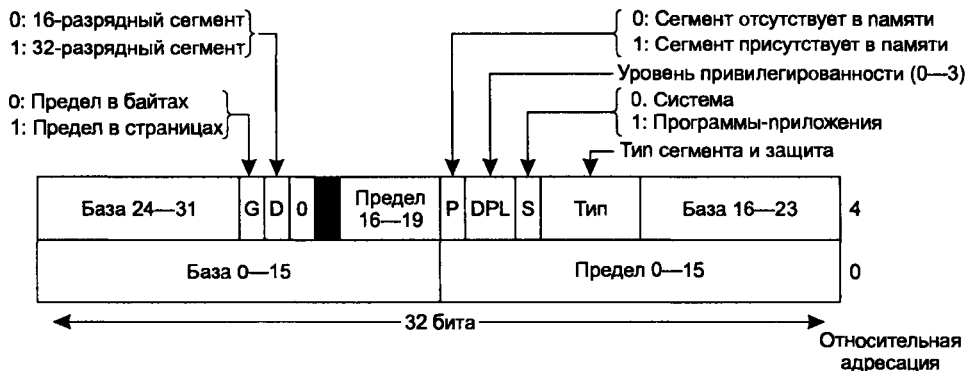 0: 16-разрядный сегмент
1: 32-разрядный сегмент
0: Предел в байтах
1: Предел в страницах
0: Сегмент отсутствует в памяти
1: Сегмент присутствует в памяти
Уровень привилегированности (0—3)
0. Система
1: Программы-приложения
Тип сегмента и защита
База 24—31
G
D
0
Предел
16—19
P
DPL
S
Тип
База 16—23
4
База 0—15
Предел 0—15
0
32 бита
Относительная
адресация